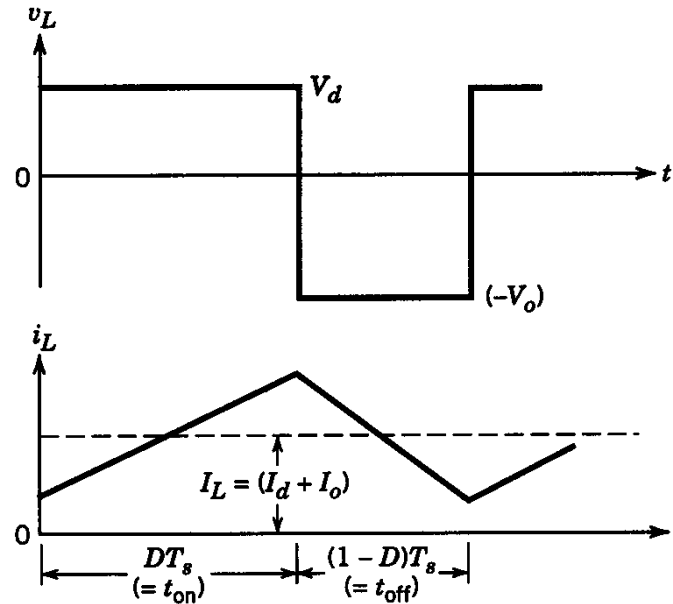 v_L
V_d
0
t
(–V_o)
i_L
I_L = (I_d + I_o)
0
DT_s
(1 – D)T_s
(= t_on)
(= t_off)